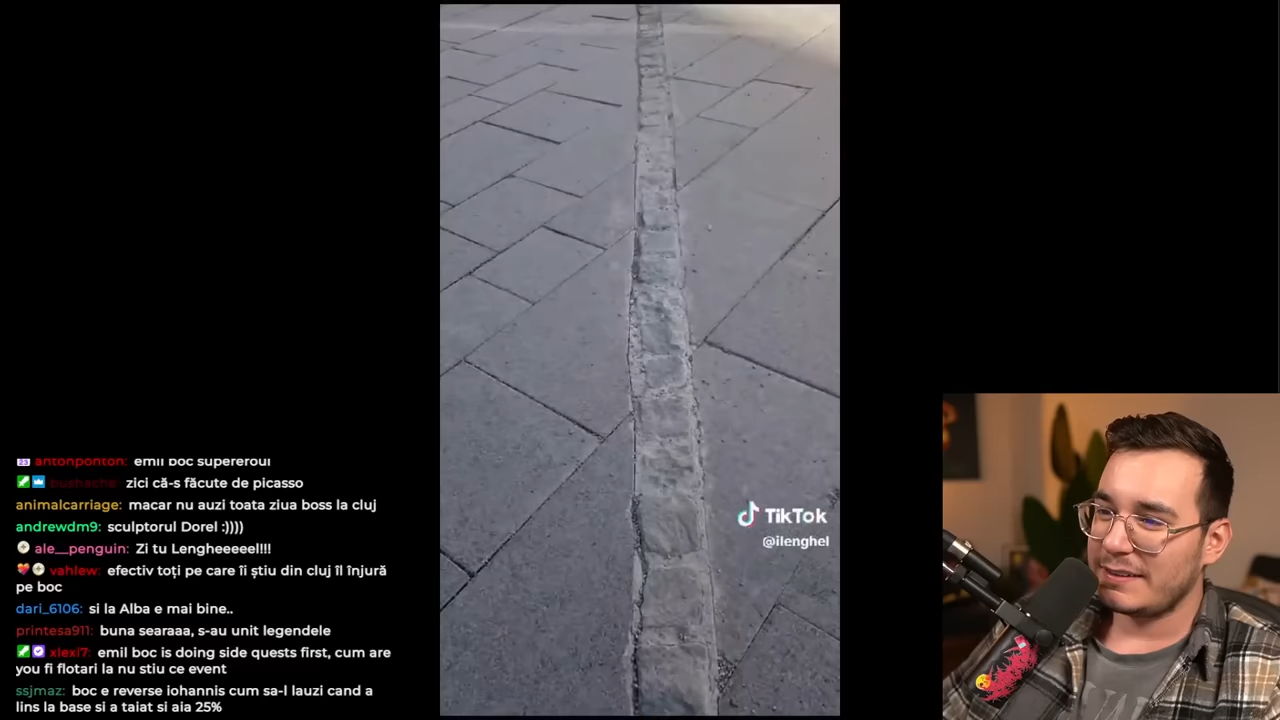 antonponton: emil boc supereroul
bushache: zici că-s făcute de picasso
animalcarriage: macar nu auzi toata ziua boss la cluj
andrewdm9: sculptorul Dorel :))))
ale__penguin: Zi tu Lengheeeeel!!!
vahlew: efectiv toți pe care îi știu din cluj îl înjură
pe boc
dari_6106: si la Alba e mai bine..
printesa911: buna searaaa, s-au unit legendele
xlexi7: emil boc is doing side quests first, cum are
you fi flotari la nu stiu ce event
ssjmaz: boc e reverse iohannis cum sa-l lauzi cand a
lins la base si a taiat si aia 25%
TikTok
@ilenghel